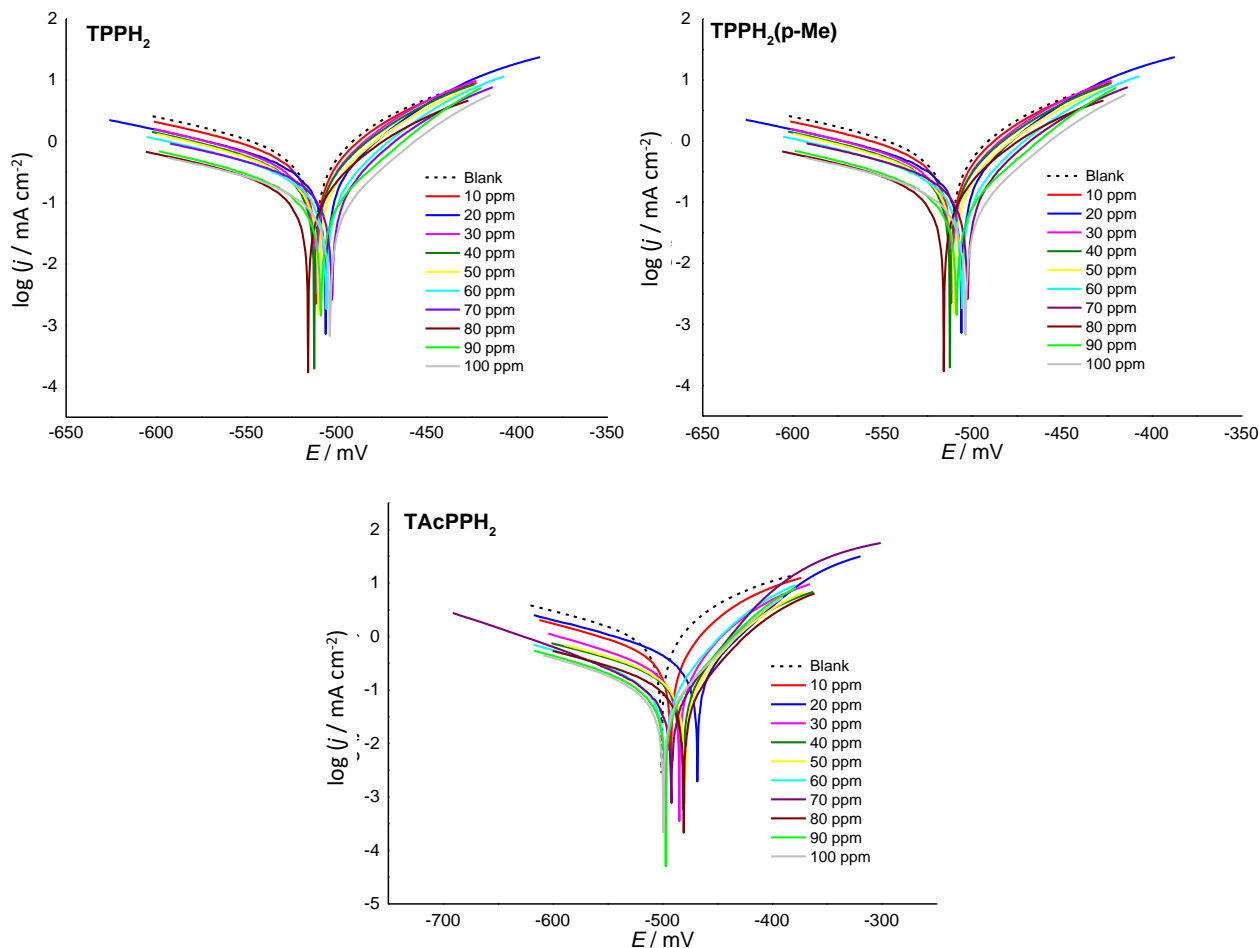 TPPH2
log (j / mA cm-2)
2
1
0
-1
-2
-3
-4
Blank
10 ppm
20 ppm
30 ppm
40 ppm
50 ppm
60 ppm
70 ppm
80 ppm
90 ppm
100 ppm
-650
-600
-550
-500
-450
-400
-350
E / mV
TPPH2(p-Me)
log (j / mA cm-2)
2
1
0
-1
-2
-3
-4
Blank
10 ppm
20 ppm
30 ppm
40 ppm
50 ppm
60 ppm
70 ppm
80 ppm
90 ppm
100 ppm
-650
-600
-550
-500
-450
-400
-350
E / mV
TAcPPH2
log (j / mA cm-2)
2
1
0
-1
-2
-3
-4
-5
Blank
10 ppm
20 ppm
30 ppm
40 ppm
50 ppm
60 ppm
70 ppm
80 ppm
90 ppm
100 ppm
-700
-600
-500
-400
-300
E / mV